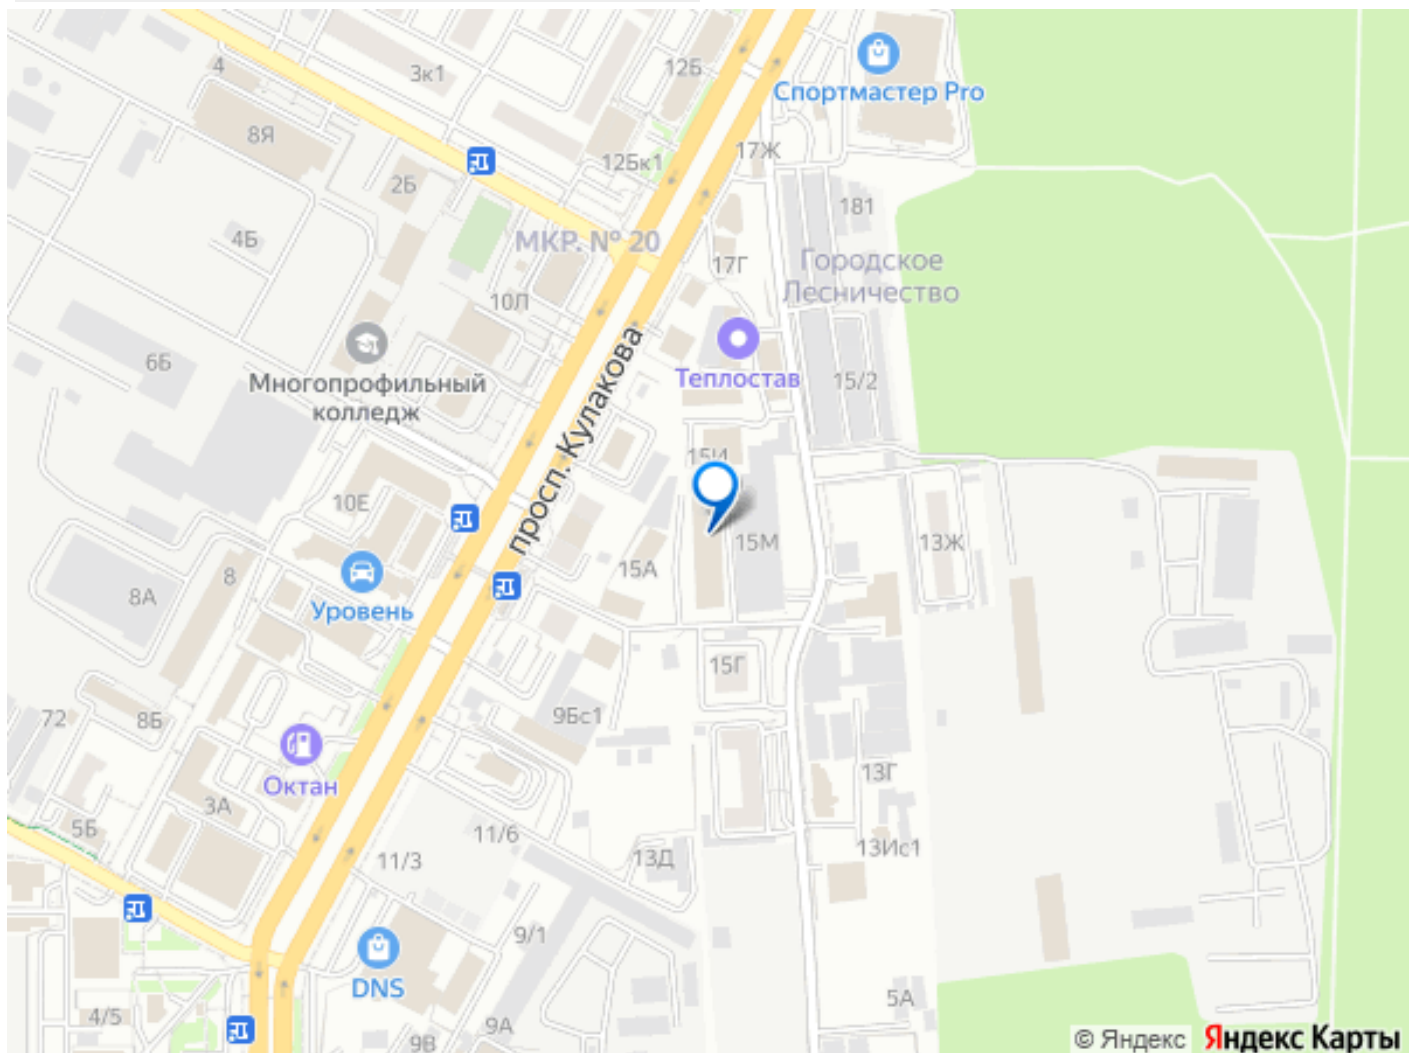 4
3к1
12Б
Спортмастер Pro
8Я
12Бк1
17Ж
2Б
181
4Б
МКР. № 20
17Г
Городское
Лесничество
10Л
просп. Кулакова
6Б
Многопрофильный
колледж
Теплостав
15/2
15И
10Е
15М
13Ж
15А
8
8А
Уровень
15Г
72
8Б
9Бс1
Октан
13Г
3А
5Б
11/6
11/3
13Д
13Ис1
9/1
DNS
5А
4/5
9А
9В
© Яндекс
Яндекс Карты